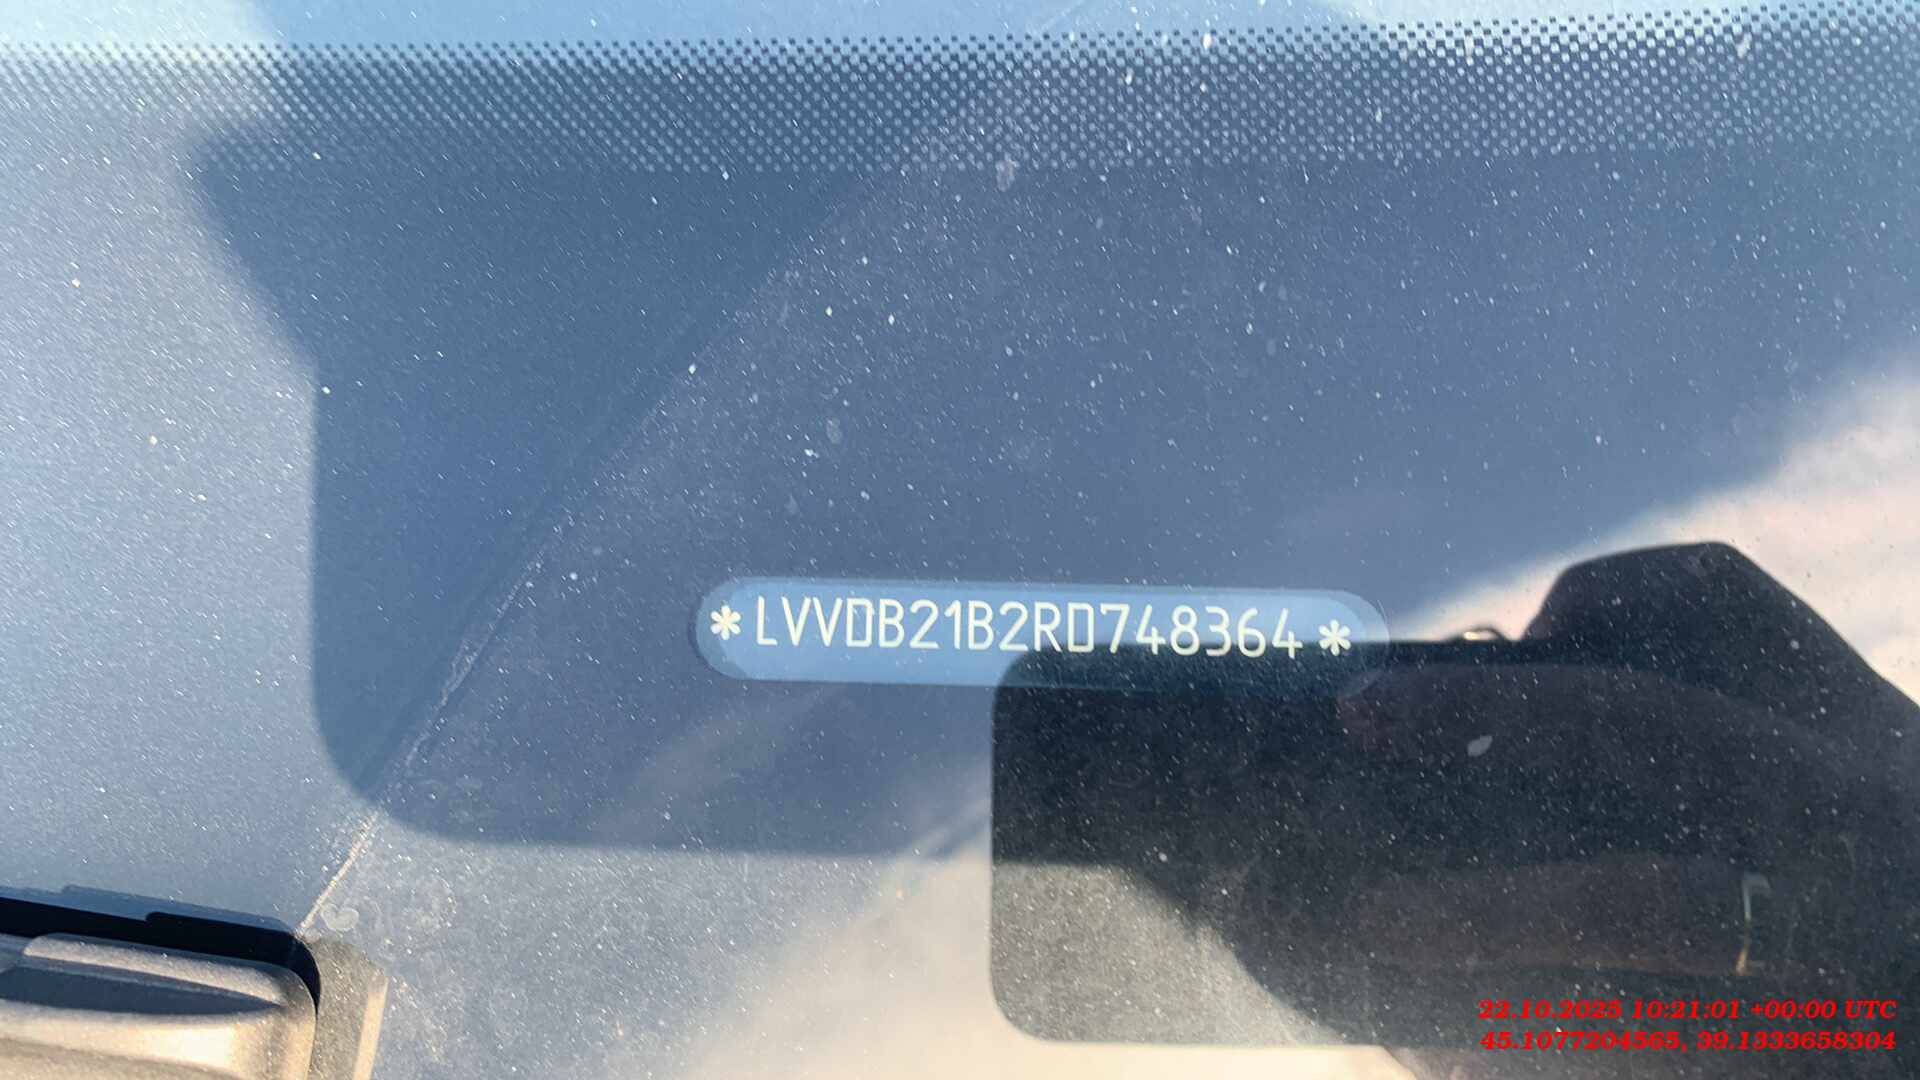 *LVVDB21B2RD748364*
22.10.2025 10:21:01 +00:00 UTC
45.1077204565, 39.1333658304